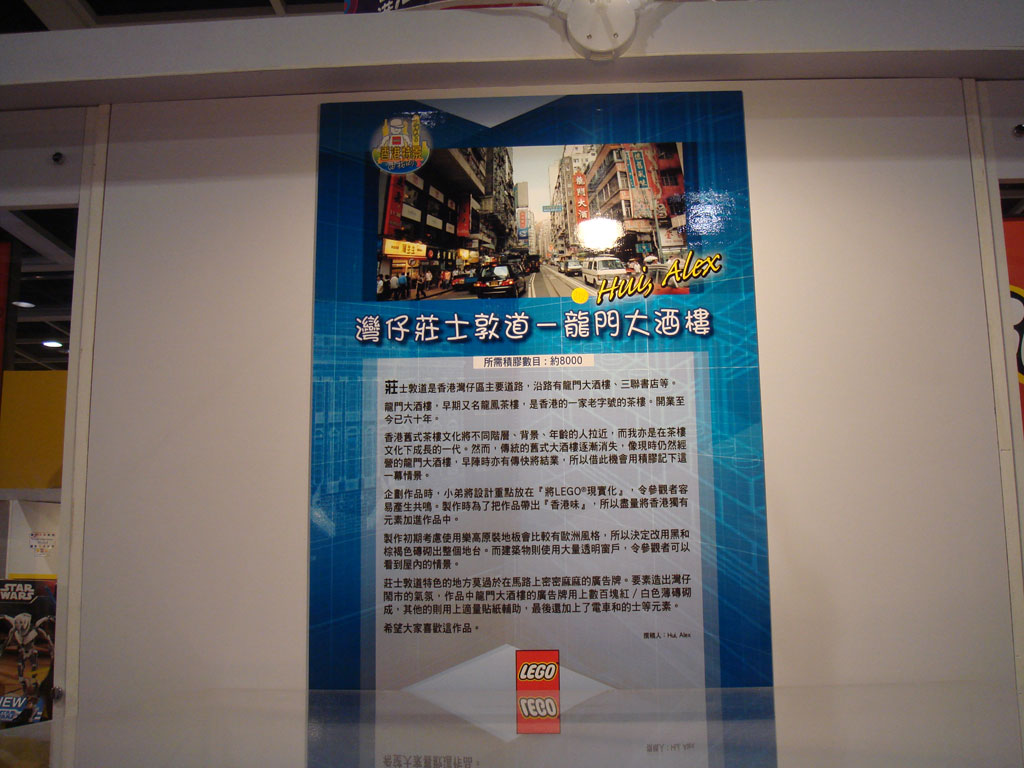 香港情景
龍門大酒
Hui, Alex
灣仔莊士敦道－龍門大酒樓
所需積膠數目：約8000
莊士敦道是香港灣仔區主要道路，沿路有龍門大酒樓、三聯書店等。
龍門大酒樓，早期又名龍鳳茶樓，是香港的一家老字號的茶樓。開業至
今已六十年。
香港舊式茶樓文化將不同階層、背景、年齡的人拉近，而我亦是在茶樓
文化下成長的一代。然而，傳統的舊式大酒樓逐漸消失，像現時仍然經
營的龍門大酒樓，早陣時亦有傳快將結業，所以借此機會用積膠記下這
一幕情景。
企劃作品時，小弟將設計重點放在『將LEGO®現實化』，令參觀者容
易產生共鳴。製作時為了把作品帶出『香港味』，所以盡量將香港獨有
元素加進作品中。
製作初期考慮使用樂高原裝地板會比較有歐洲風格，所以決定改用黑和
棕褐色磚砌出整個地台。而建築物則使用大量透明窗戶，令參觀者可以
看到屋內的情景。
莊士敦道特色的地方莫過於在馬路上密密麻麻的廣告牌。要素造出灣仔
鬧市的氣氛，作品中龍門大酒樓的廣告牌用上數百塊紅／白色薄磚砌
成，其他的則用上適量貼紙輔助，最後還加上了電車和的士等元素。
希望大家喜歡這作品。
撰稿人：Hui, Alex
LEGO
STAR
WARS
NEW